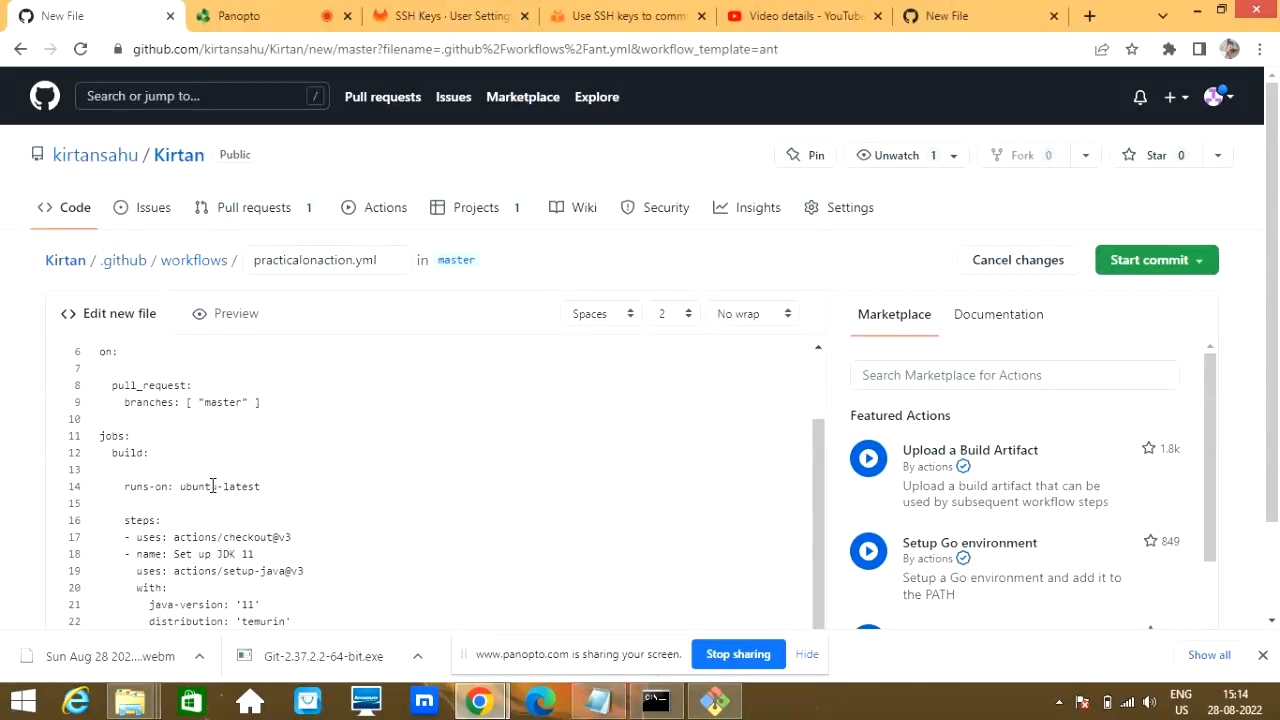 New File
Panopto
SSH Keys · User Setting
Use SSH keys to comm
Video details - YouTube
New File
github.com/kirtansahu/Kirtan/new/master?filename=.github%2Fworkflows%2Fant.yml&workflow_template=ant
Search or jump to...
/
Pull requests
Issues
Marketplace
Explore
kirtansahu / Kirtan
Public
Pin
Unwatch 1
Fork 0
Star 0
Code
Issues
Pull requests 1
Actions
Projects 1
Wiki
Security
Insights
Settings
Kirtan / .github / workflows / practicalonaction.yml in master
Cancel changes
Start commit
Edit new file
Preview
Spaces
2
No wrap
Marketplace
Documentation
6 on:
7
8 pull_request:
9 branches: [ "master" ]
10
11 jobs:
12 build:
13
14 runs-on: ubuntu-latest
15
16 steps:
17 - uses: actions/checkout@v3
18 - name: Set up JDK 11
19 uses: actions/setup-java@v3
20 with:
21 java-version: '11'
22 distribution: 'temurin'
Search Marketplace for Actions
Featured Actions
Upload a Build Artifact
1.8k
By actions
Upload a build artifact that can be
used by subsequent workflow steps
Setup Go environment
849
By actions
Setup a Go environment and add it to
the PATH
Sun Aug 28 202....webm
Git-2.37.2.2-64-bit.exe
www.panopto.com is sharing your screen.
Stop sharing
Hide
Show all
ENG
US
15:14
28-08-2022